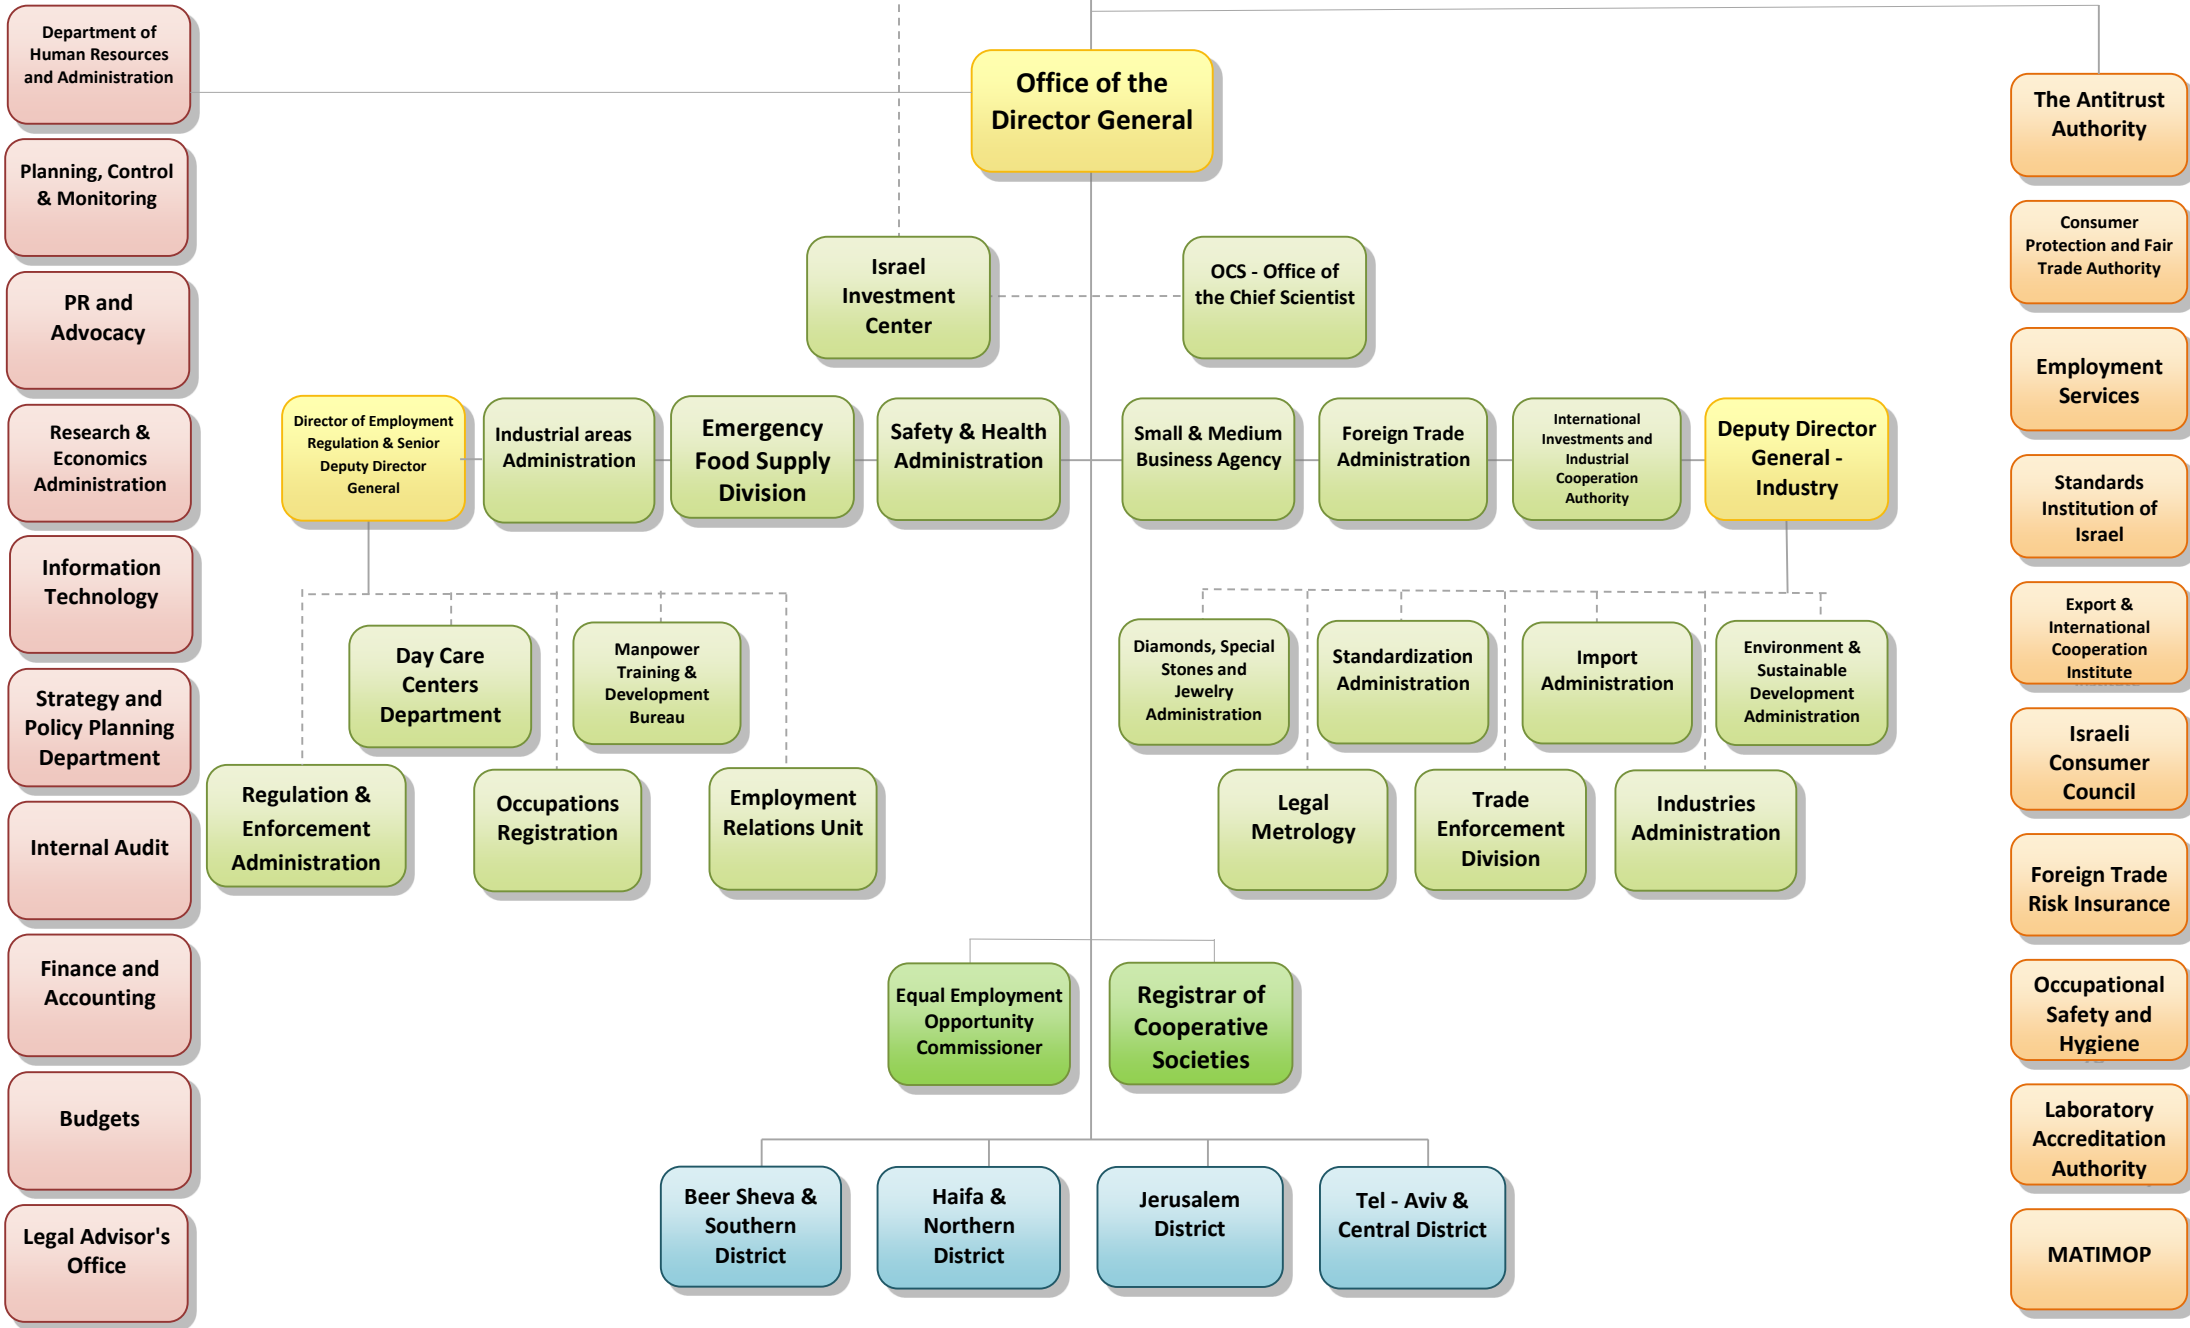 Department of
Human Resources
and Administration
Planning, Control
& Monitoring
PR and
Advocacy
Research &
Economics
Administration
Information
Technology
Strategy and
Policy Planning
Department
Internal Audit
Finance and
Accounting
Budgets
Legal Advisor's
Office
Office of the
Director General
Israel
Investment
Center
OCS - Office of
the Chief Scientist
Director of Employment
Regulation & Senior
Deputy Director
General
Industrial areas
Administration
Emergency
Food Supply
Division
Safety & Health
Administration
Small & Medium
Business Agency
Foreign Trade
Administration
International
Investments and
Industrial
Cooperation
Authority
Deputy Director
General -
Industry
Day Care
Centers
Department
Manpower
Training &
Development
Bureau
Regulation &
Enforcement
Administration
Occupations
Registration
Employment
Relations Unit
Diamonds, Special
Stones and
Jewelry
Administration
Standardization
Administration
Import
Administration
Environment &
Sustainable
Development
Administration
Legal
Metrology
Trade
Enforcement
Division
Industries
Administration
Equal Employment
Opportunity
Commissioner
Registrar of
Cooperative
Societies
Beer Sheva &
Southern
District
Haifa &
Northern
District
Jerusalem
District
Tel - Aviv &
Central District
The Antitrust
Authority
Consumer
Protection and Fair
Trade Authority
Employment
Services
Standards
Institution of
Israel
Export &
International
Cooperation
Institute
Israeli
Consumer
Council
Foreign Trade
Risk Insurance
Occupational
Safety and
Hygiene
Laboratory
Accreditation
Authority
MATIMOP